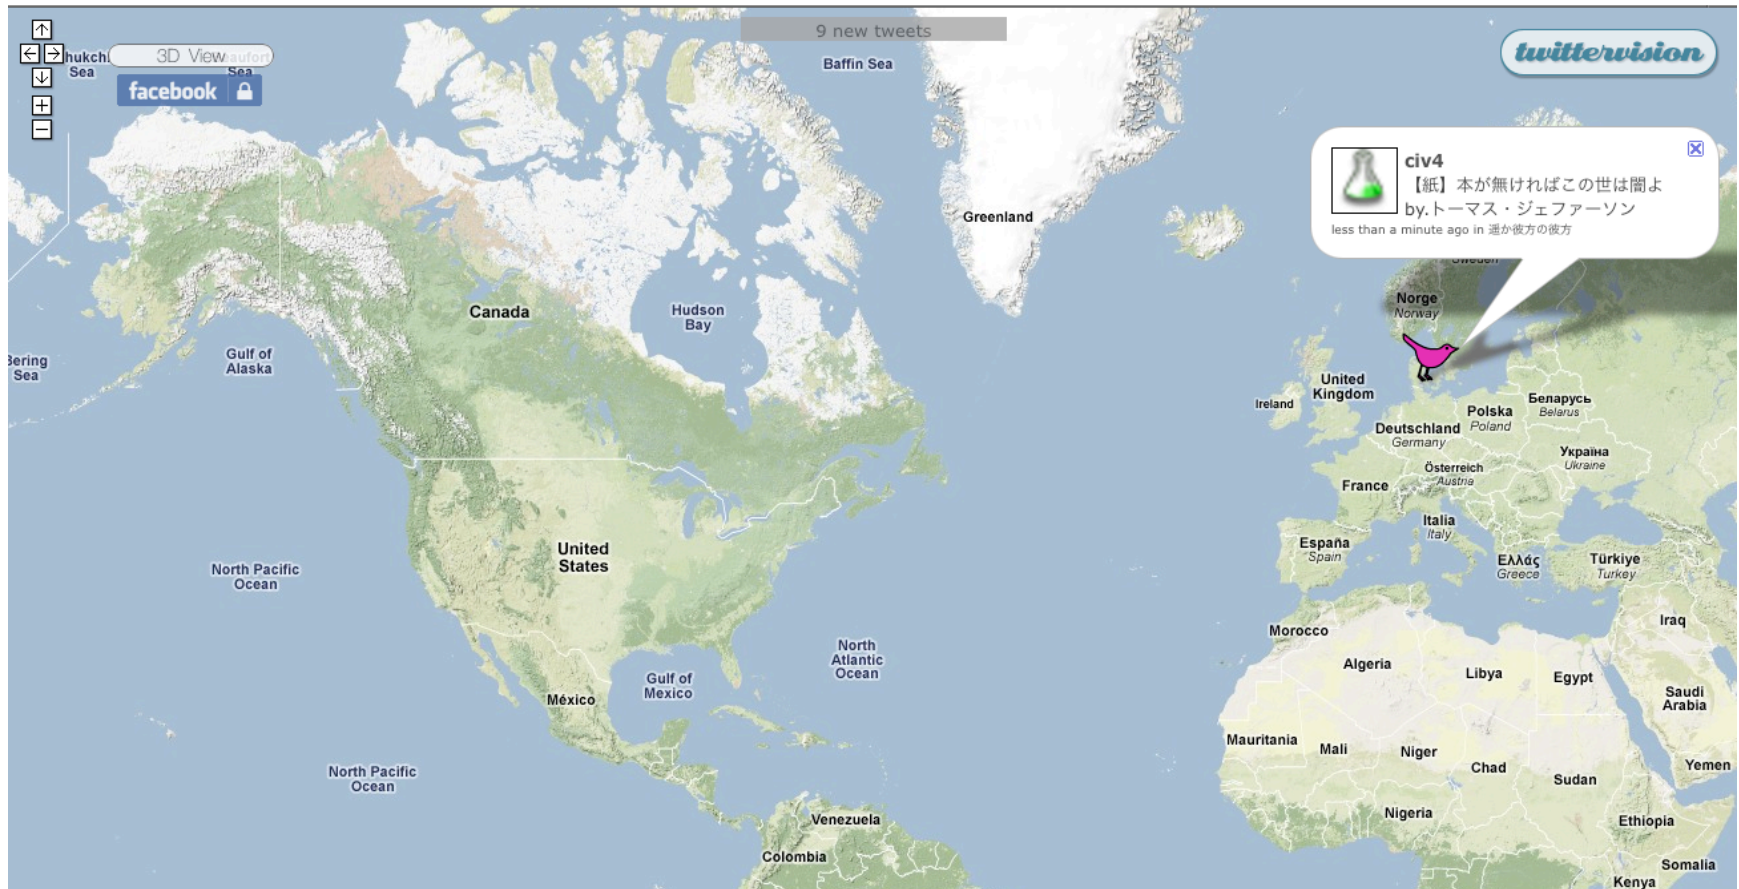 9 new tweets
3D View
facebook
twittervision
civ4
【紙】本が無ければこの世は闇よ
by.トーマス・ジェファーソン
less than a minute ago in 遥か彼方の彼方
Sea
Beaufort
Sea
Baffin Sea
Greenland
Sweden
Norge
Norway
Canada
Hudson
Bay
Gulf of
Alaska
Bering
Sea
United
Kingdom
Ireland
Беларусь
Belarus
Polska
Poland
Deutschland
Germany
Україна
Ukraine
Österreich
Austria
France
Italia
Italy
España
Spain
Ελλάς
Greece
Türkiye
Turkey
United
States
North Pacific
Ocean
Iraq
Morocco
North
Atlantic
Ocean
Algeria
Libya
Egypt
Gulf of
Mexico
México
Saudi
Arabia
Mauritania
Mali
Niger
Chad
Sudan
Yemen
North Pacific
Ocean
Nigeria
Ethiopia
Venezuela
Colombia
Somalia
Kenya